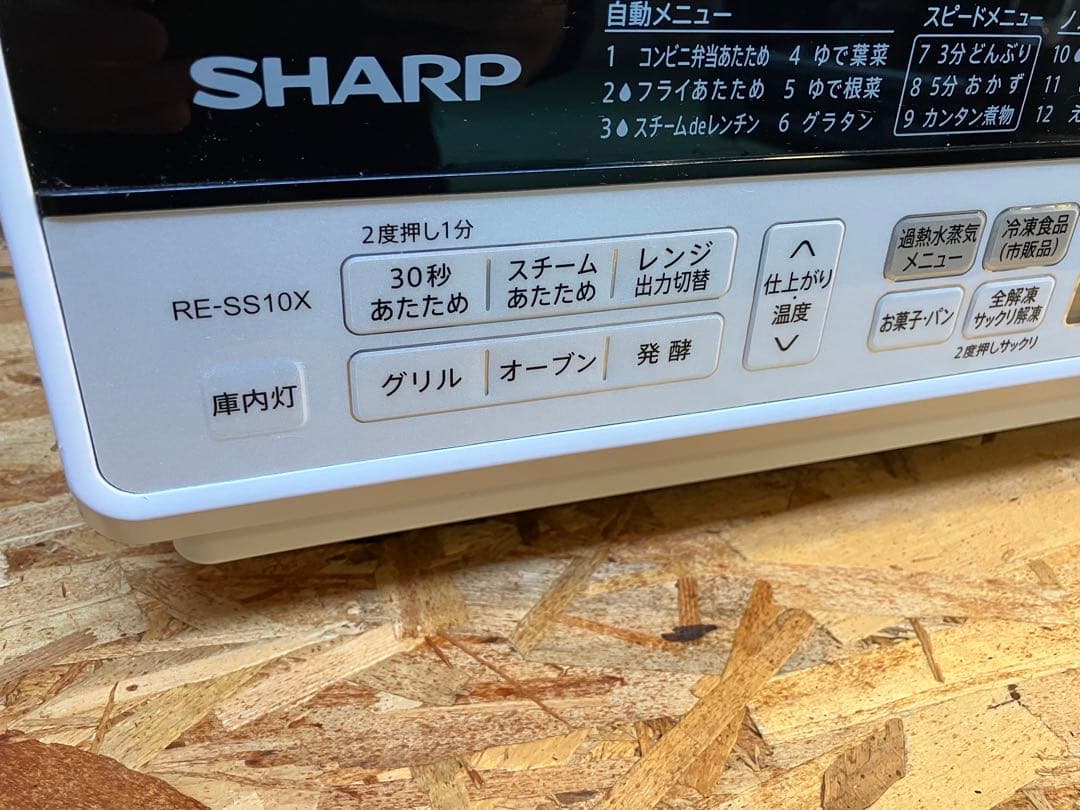 SHARP
自動メニュー
1 コンビニ弁当あたため 4 ゆで葉菜
2 フライあたため 5 ゆで根菜
3 スチームdeレンチン 6 グラタン
スピードメニュー
7 3分どんぶり
8 5分おかず
9 カンタン煮物
ノ
10
11
12 え
RE-SS10X
庫内灯
2度押し1分
30秒
あたため
スチーム
あたため
レンジ
出力切替
グリル
オーブン
発酵
仕上がり
・
温度
過熱水蒸気
メニュー
冷凍食品
(市販品)
お菓子・パン
全解凍
サックリ解凍
2度押しサックリ